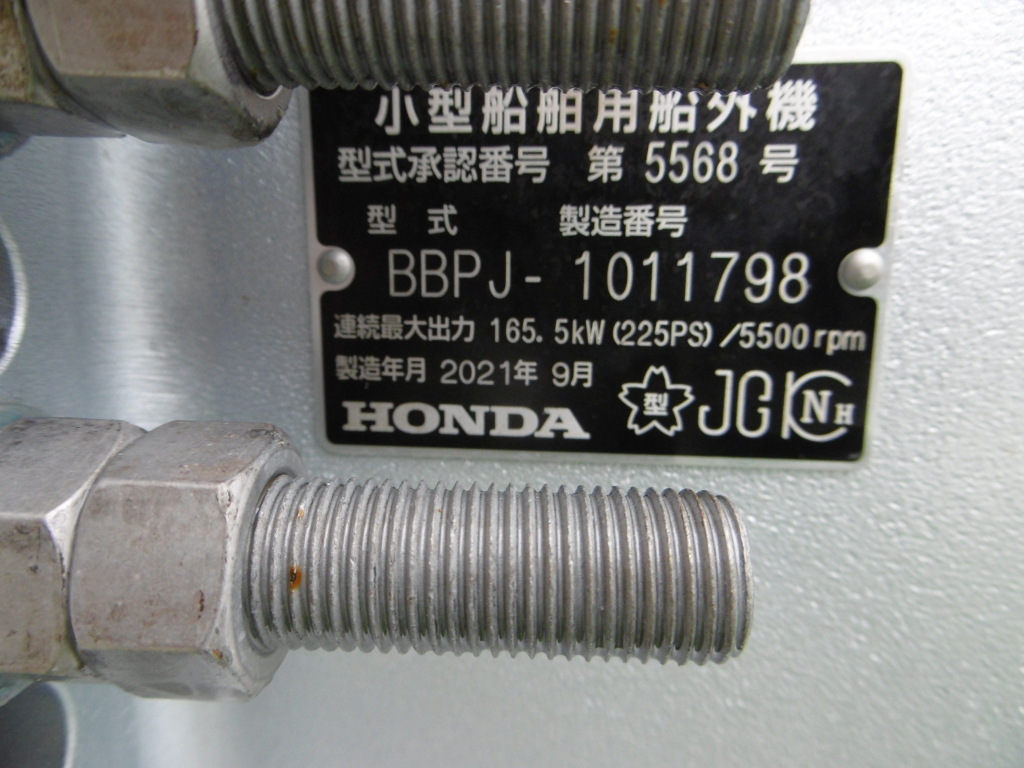 小型船舶用船外機
型式承認番号 第 5568 号
型 式 製造番号
BBPJ- 1011798
連続最大出力 165.5kW(225PS)/5500rpm
製造年月 2021年 9月
HONDA 型 JG NH